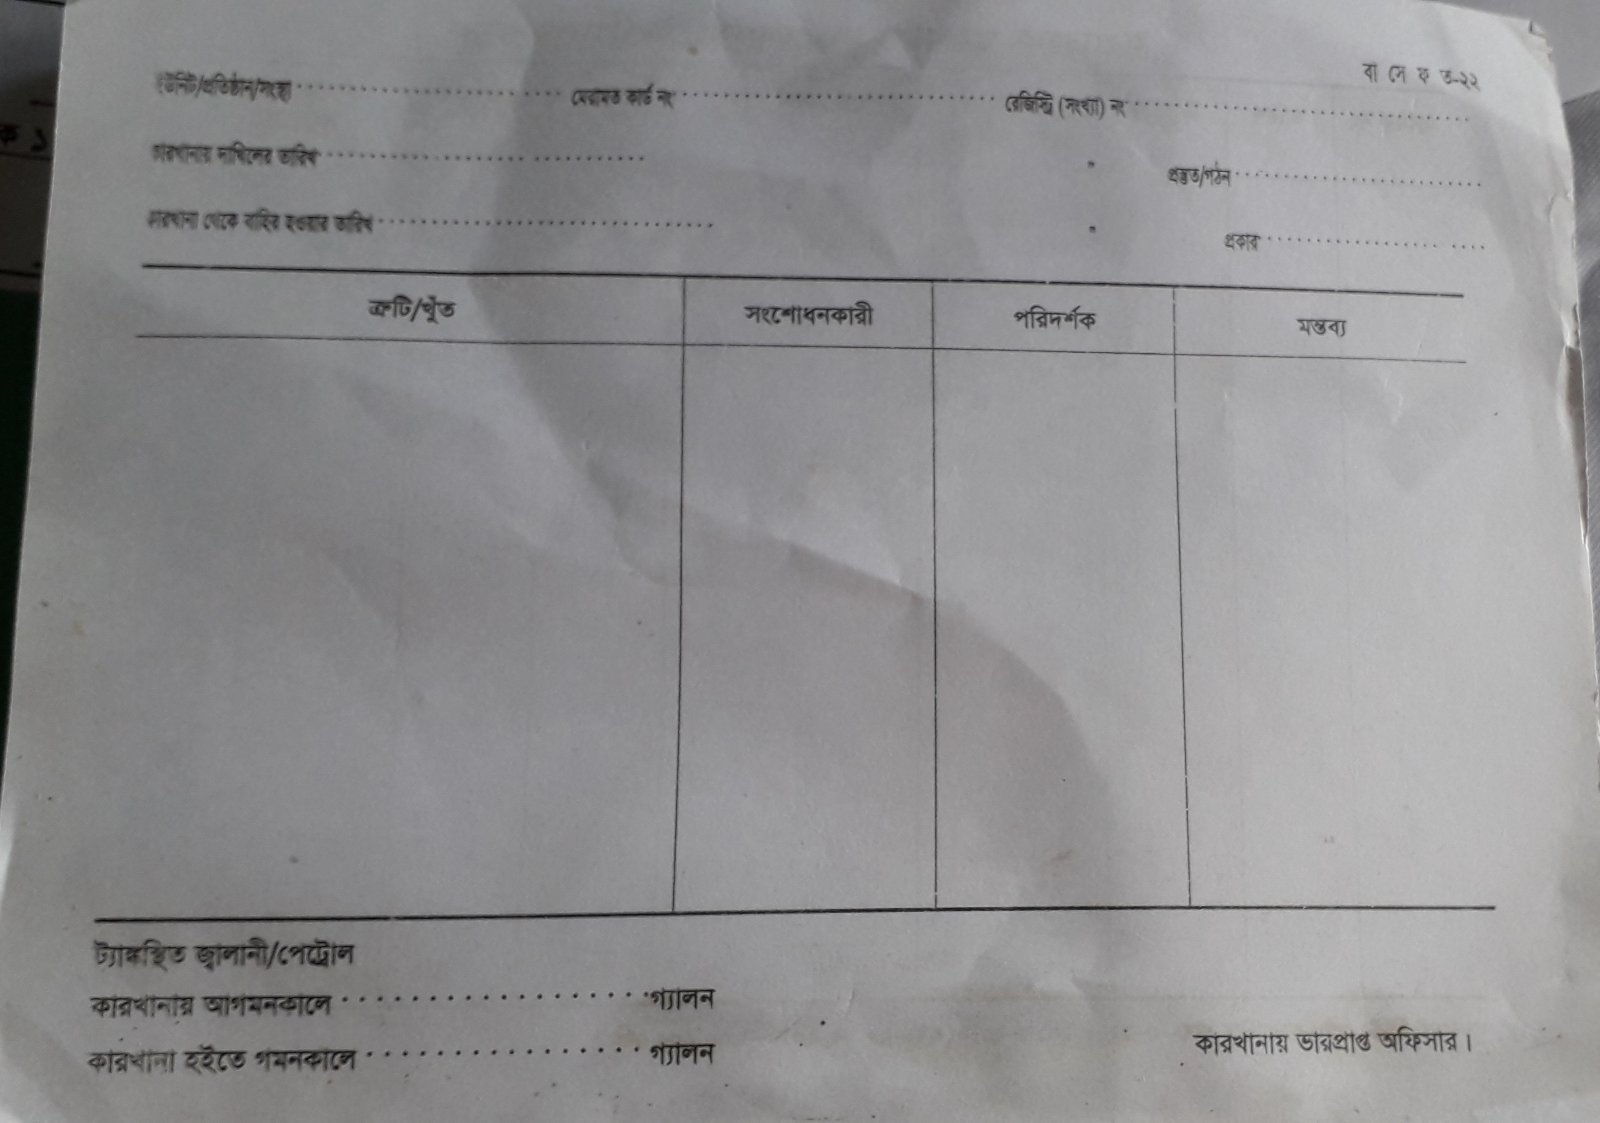 বা সে ফ ত-২২
ইউনিট/প্রতিষ্ঠান/সংস্থা .................... মেরামত কার্ড নং .................... রেজিস্ট্রি (সংখ্যা) নং ....................
কারখানায় দাখিলের তারিখ .................... " প্রস্তুত/গঠন ....................
কারখানা থেকে বাহির হওয়ার তারিখ .................... " প্রকার ....................
ত্রুটি/খুঁত সংশোধনকারী পরিদর্শক মন্তব্য
ট্যাঙ্কস্থিত জ্বালানী/পেট্রোল
কারখানায় আগমনকালে .................... গ্যালন
কারখানা হইতে গমনকালে .................... গ্যালন
কারখানায় ভারপ্রাপ্ত অফিসার।